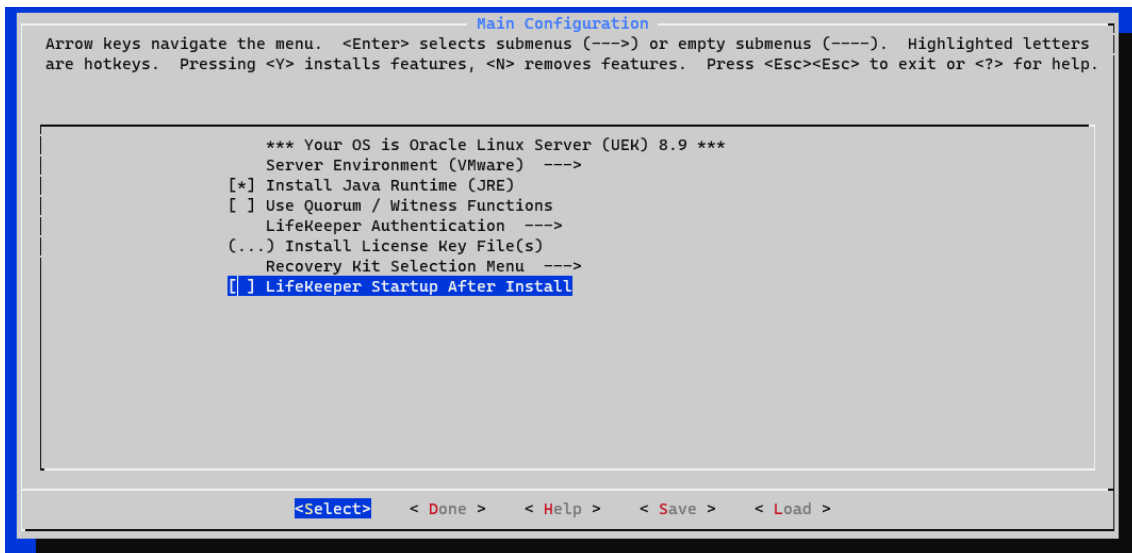 Main Configuration
Arrow keys navigate the menu.  <Enter> selects submenus (--->) or empty submenus (----).  Highlighted letters
are hotkeys.  Pressing <Y> installs features, <N> removes features.  Press <Esc><Esc> to exit or <?> for help.
*** Your OS is Oracle Linux Server (UEK) 8.9 ***
Server Environment (VMware)  --->
[*] Install Java Runtime (JRE)
[ ] Use Quorum / Witness Functions
LifeKeeper Authentication  --->
(...) Install License Key File(s)
Recovery Kit Selection Menu  --->
[ ] LifeKeeper Startup After Install
<Select>    < Done >    < Help >    < Save >    < Load >